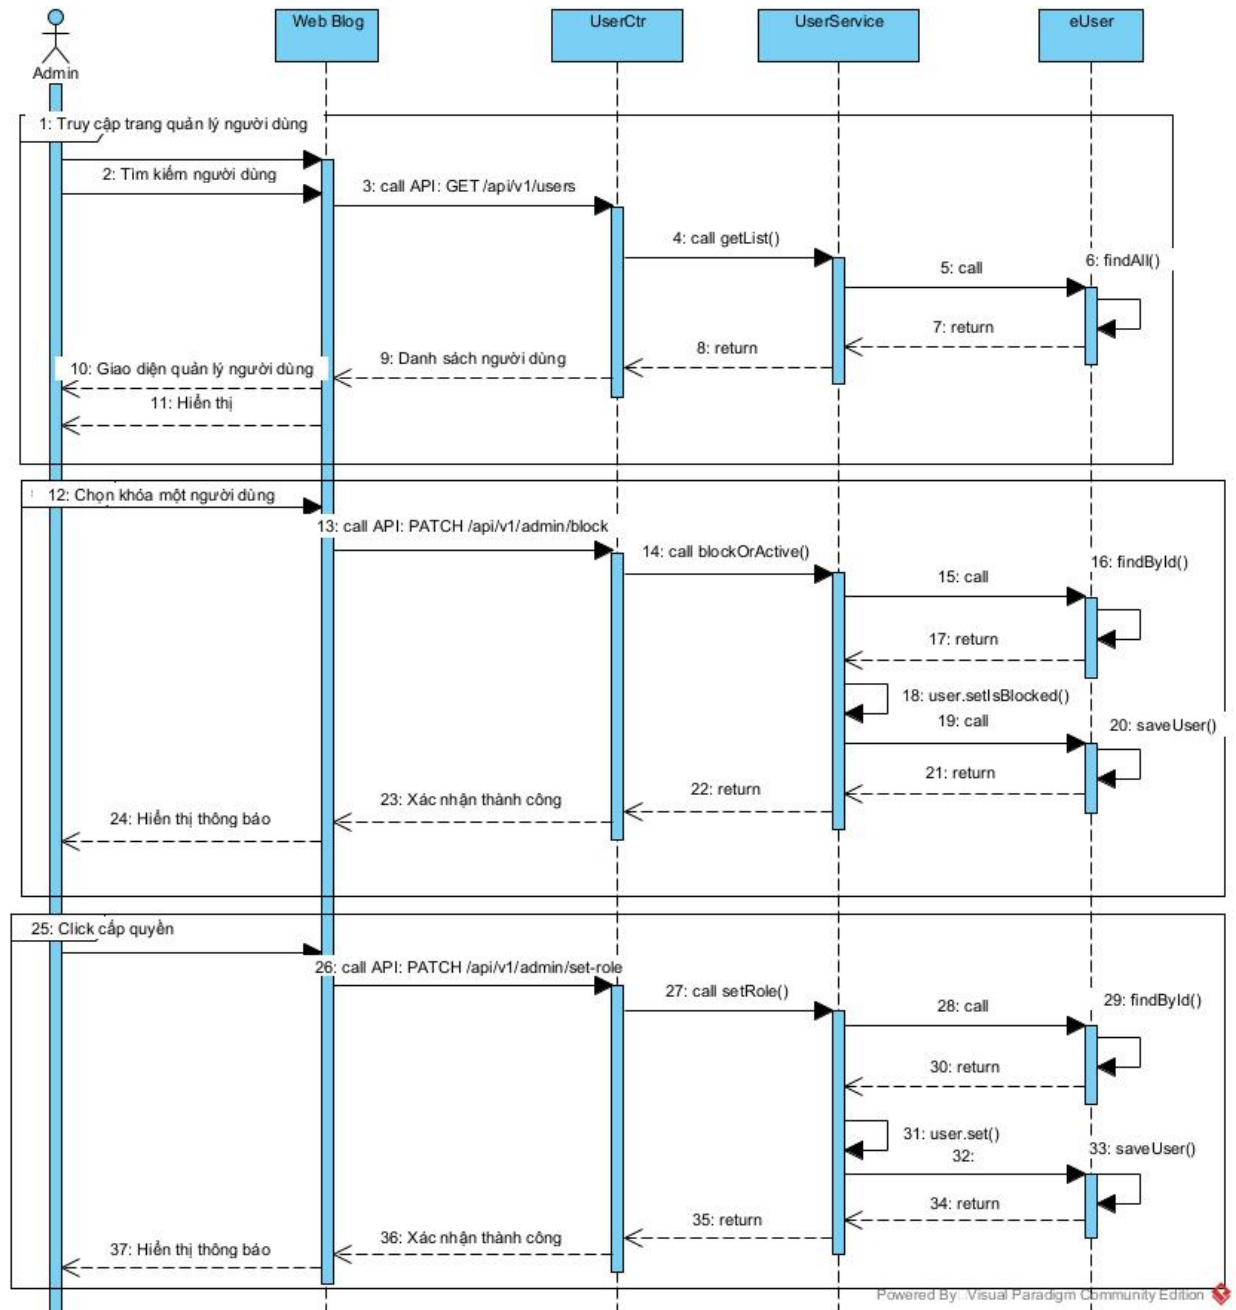 Admin
Web Blog
UserCtr
UserService
eUser
1: Truy cập trang quản lý người dùng
2: Tìm kiếm người dùng
3: call API: GET /api/v1/users
4: call getList()
5: call
6: findAll()
7: return
8: return
9: Danh sách người dùng
10: Giao diện quản lý người dùng
11: Hiển thị
12: Chọn khóa một người dùng
13: call API: PATCH /api/v1/admin/block
14: call blockOrActive()
15: call
16: findById()
17: return
18: user.setIsBlocked()
19: call
20: saveUser()
21: return
22: return
23: Xác nhận thành công
24: Hiển thị thông báo
25: Click cấp quyền
26: call API: PATCH /api/v1/admin/set-role
27: call setRole()
28: call
29: findById()
30: return
31: user.set()
32:
33: saveUser()
34: return
35: return
36: Xác nhận thành công
37: Hiển thị thông báo
Powered By Visual Paradigm Community Edition